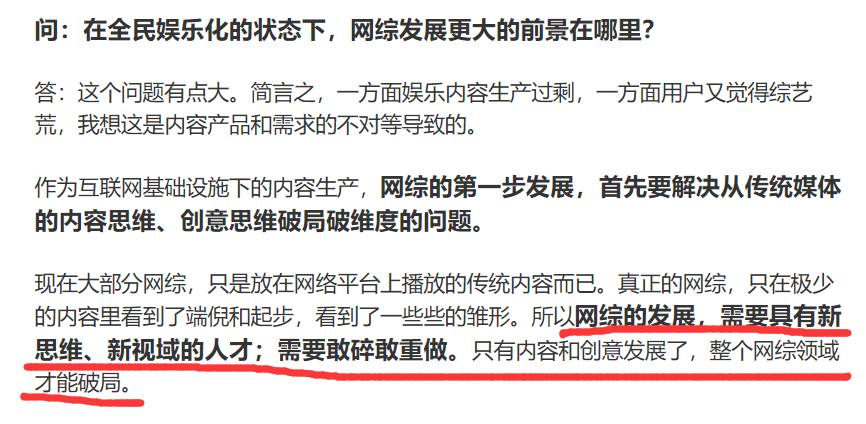 问：在全民娱乐化的状态下，网综发展更大的前景在哪里？
答：这个问题有点大。简言之，一方面娱乐内容生产过剩，一方面用户又觉得综艺
荒，我想这是内容产品和需求的不对等导致的。
作为互联网基础设施下的内容生产，网综的第一步发展，首先要解决从传统媒体
的内容思维、创意思维破局破维度的问题。
现在大部分网综，只是放在网络平台上播放的传统内容而已。真正的网综，只在极少
的内容里看到了端倪和起步，看到了一些些的雏形。所以网综的发展，需要具有新
思维、新视域的人才；需要敢碎敢重做。只有内容和创意发展了，整个网综领域
才能破局。